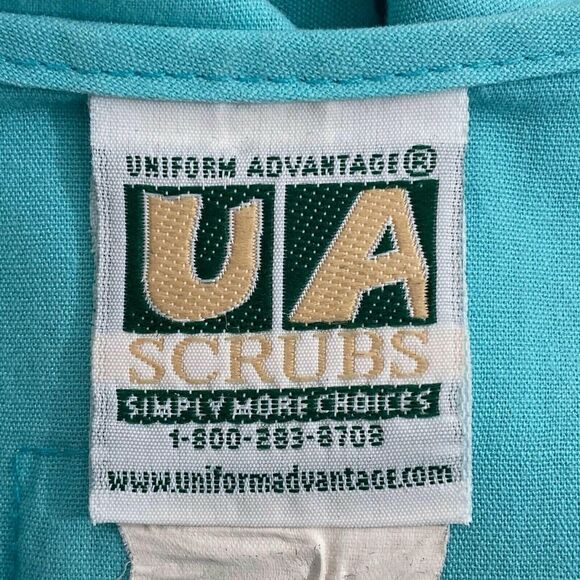 UNIFORM ADVANTAGE®
UA
SCRUBS
SIMPLY MORE CHOICES
1-800-283-8708
www.uniformadvantage.com